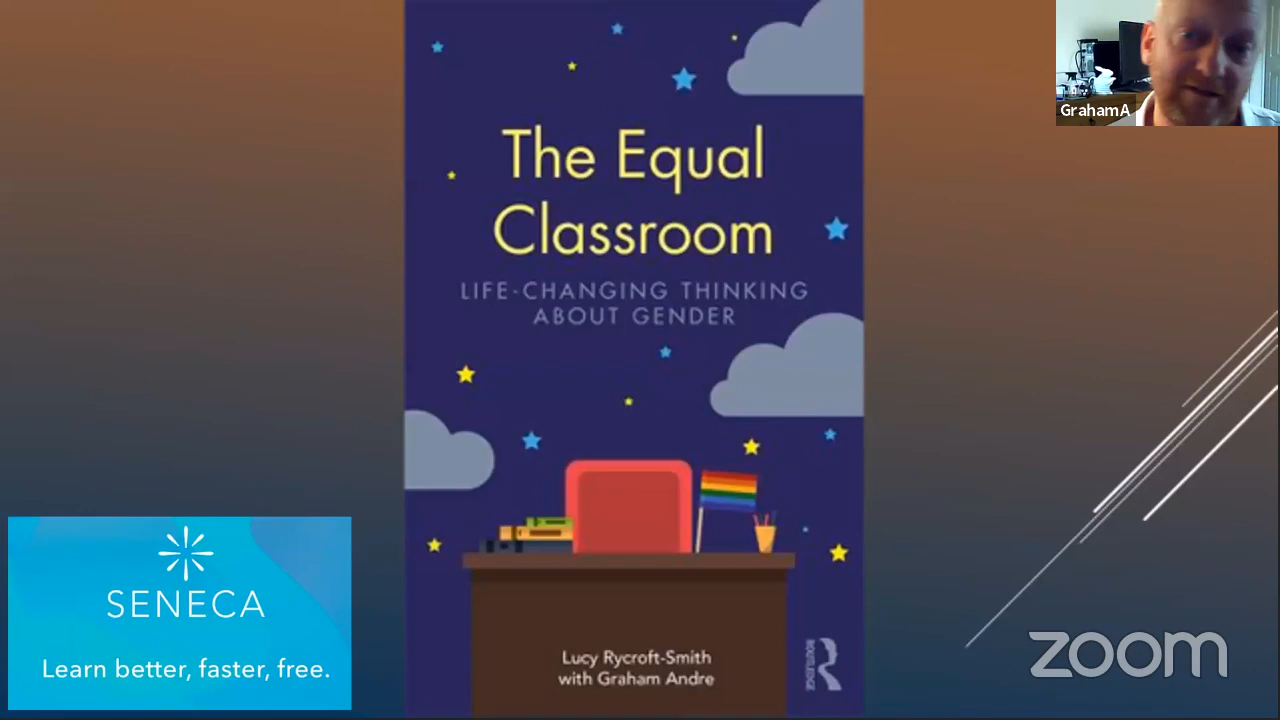 The Equal
Classroom
LIFE-CHANGING THINKING
ABOUT GENDER
GrahamA
SENECA
Learn better, faster, free.
Lucy Rycroft-Smith
with Graham Andre
ROUTLEDGE
zoom